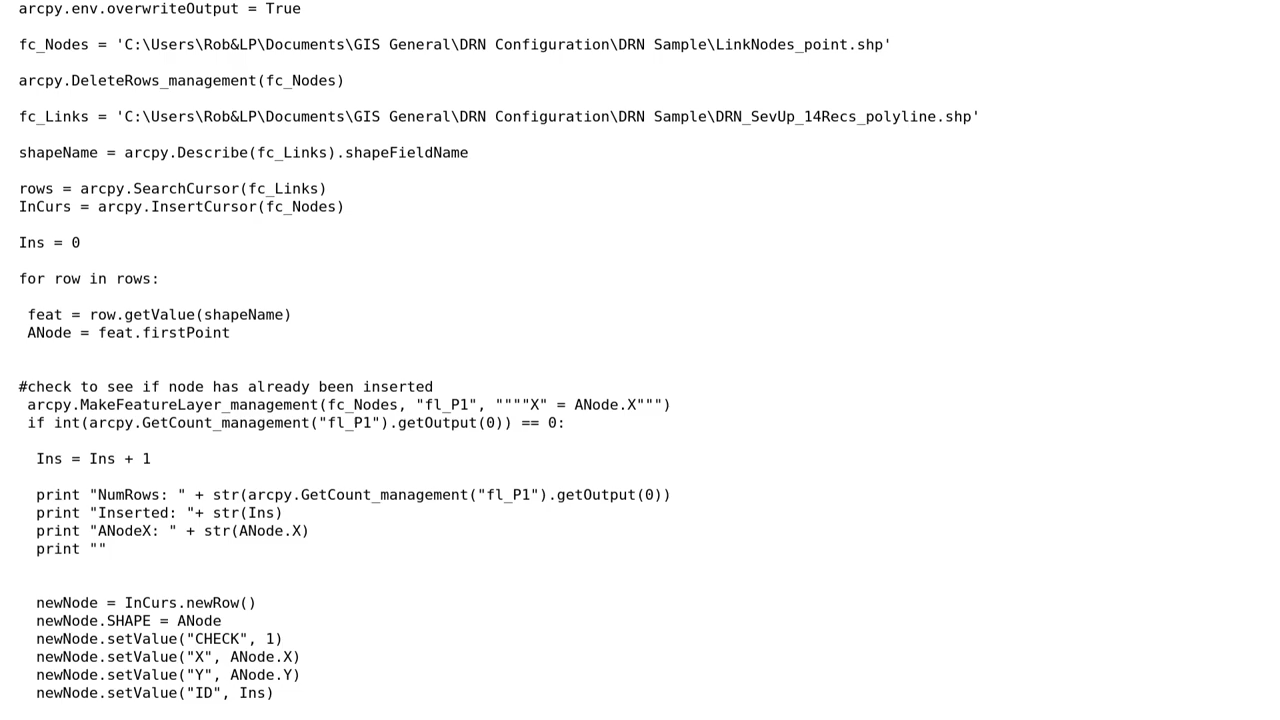 arcpy.env.overwriteOutput = True
fc_Nodes = 'C:\Users\Rob&LP\Documents\GIS General\DRN Configuration\DRN Sample\LinkNodes_point.shp'
arcpy.DeleteRows_management(fc_Nodes)
fc_Links = 'C:\Users\Rob&LP\Documents\GIS General\DRN Configuration\DRN Sample\DRN_SevUp_14Recs_polyline.shp'
shapeName = arcpy.Describe(fc_Links).shapeFieldName
rows = arcpy.SearchCursor(fc_Links)
InCurs = arcpy.InsertCursor(fc_Nodes)
Ins = 0
for row in rows:
 feat = row.getValue(shapeName)
 ANode = feat.firstPoint
#check to see if node has already been inserted
 arcpy.MakeFeatureLayer_management(fc_Nodes, "fl_P1", """"X" = ANode.X""")
 if int(arcpy.GetCount_management("fl_P1").getOutput(0)) == 0:
  Ins = Ins + 1
  print "NumRows: " + str(arcpy.GetCount_management("fl_P1").getOutput(0))
  print "Inserted: "+ str(Ins)
  print "ANodeX: " + str(ANode.X)
  print ""
  newNode = InCurs.newRow()
  newNode.SHAPE = ANode
  newNode.setValue("CHECK", 1)
  newNode.setValue("X", ANode.X)
  newNode.setValue("Y", ANode.Y)
  newNode.setValue("ID", Ins)